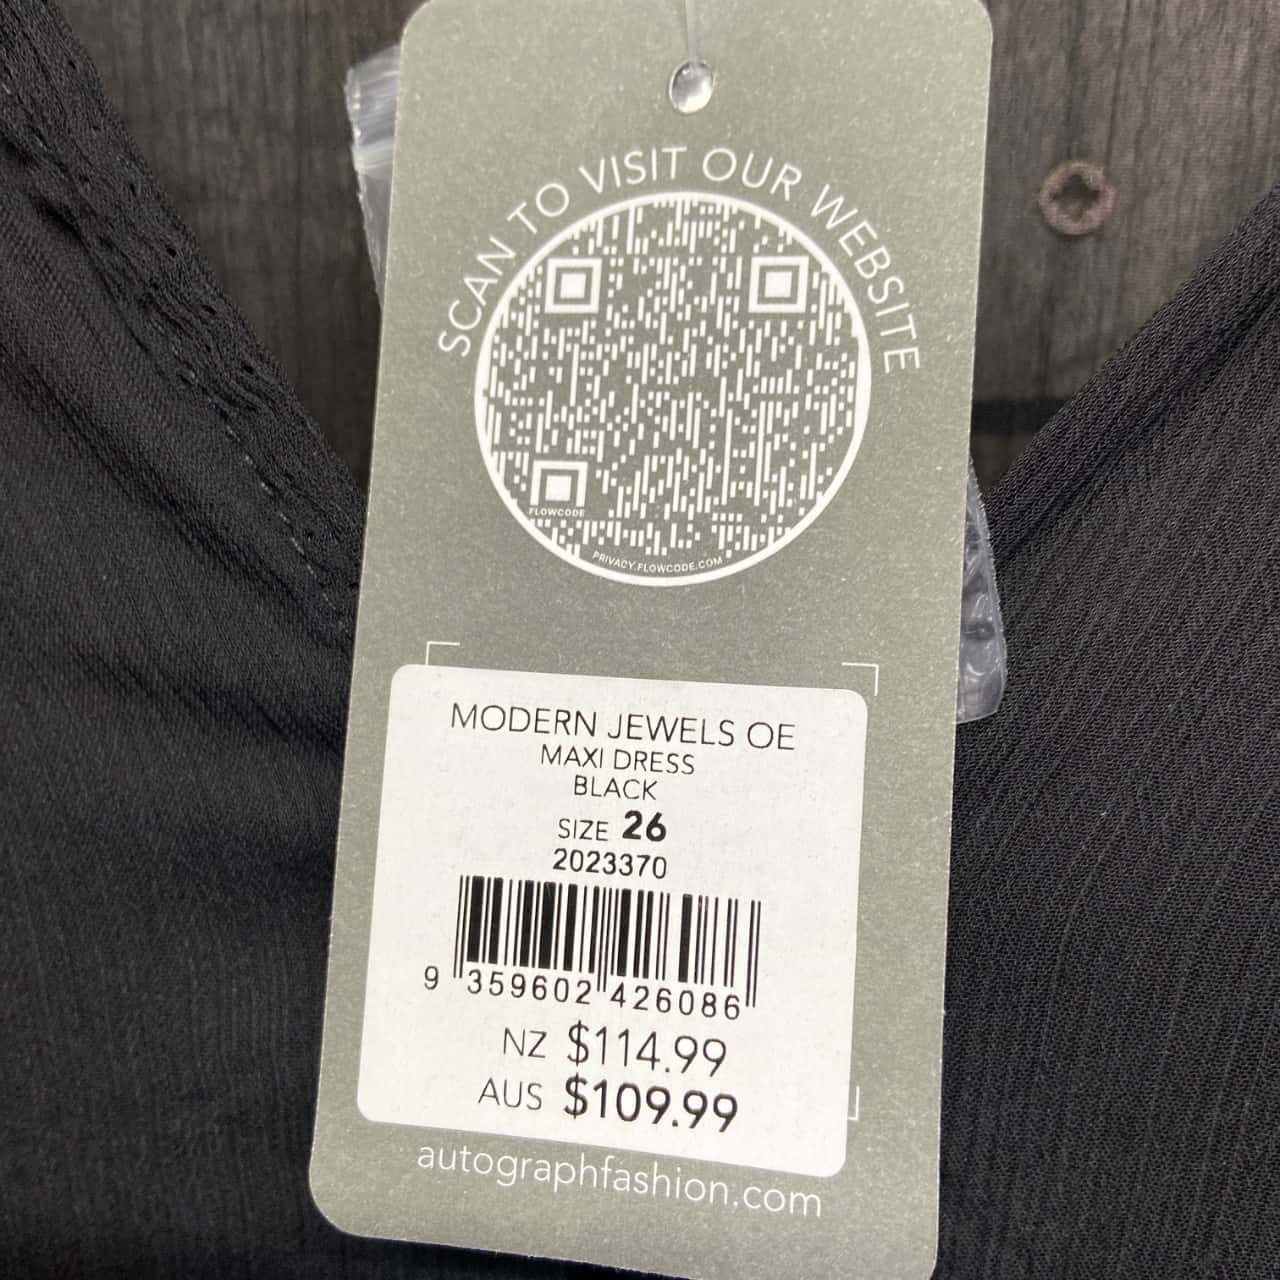 SCAN TO VISIT OUR WEBSITE
FLOWCODE
PRIVACY.FLOWCODE.COM
MODERN JEWELS OE
MAXI DRESS
BLACK
SIZE 26
2023370
9 359602 426086
NZ $114.99
AUS $109.99
autographfashion.com